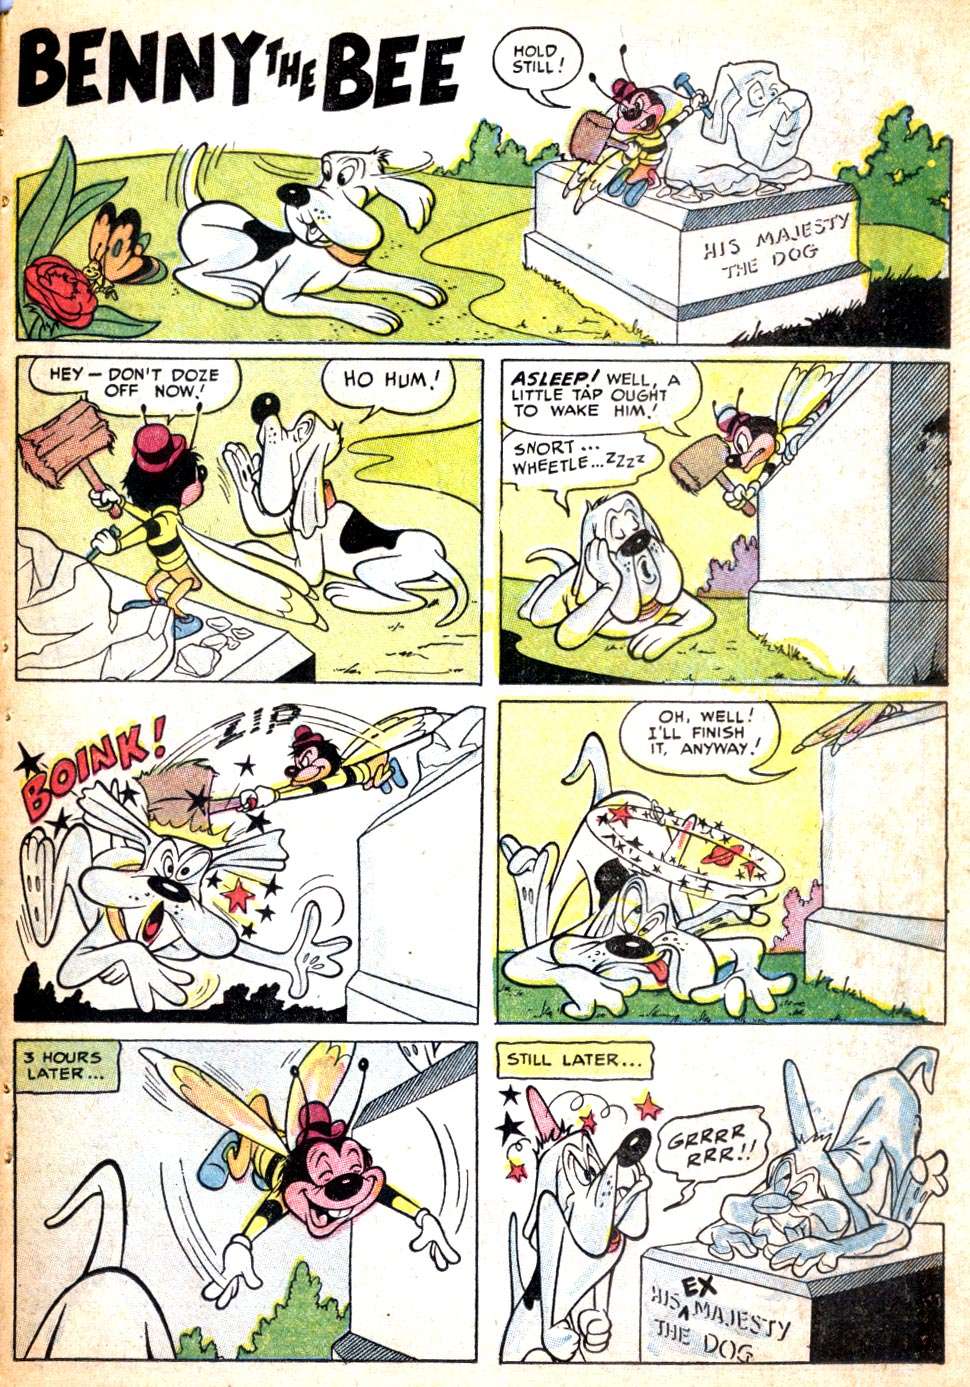 BENNY THE BEE
HOLD
STILL!
HIS MAJESTY
THE DOG
HEY — DON'T DOZE
OFF NOW!
HO HUM!
ASLEEP! WELL, A
LITTLE TAP OUGHT
TO WAKE HIM!
SNORT...
WHEETLE...ZZZZ
BOINK!
ZIP
OH, WELL!
I'LL FINISH
IT, ANYWAY!
3 HOURS
LATER...
STILL LATER...
GRRRR
RRR!!
EX
HIS ^ MAJESTY
THE DOG